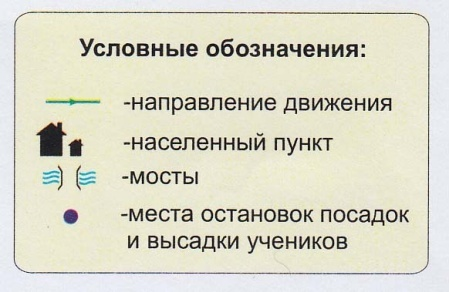 Условные обозначения:
-направление движения
-населенный пункт
-мосты
-места остановок посадок
и высадки учеников